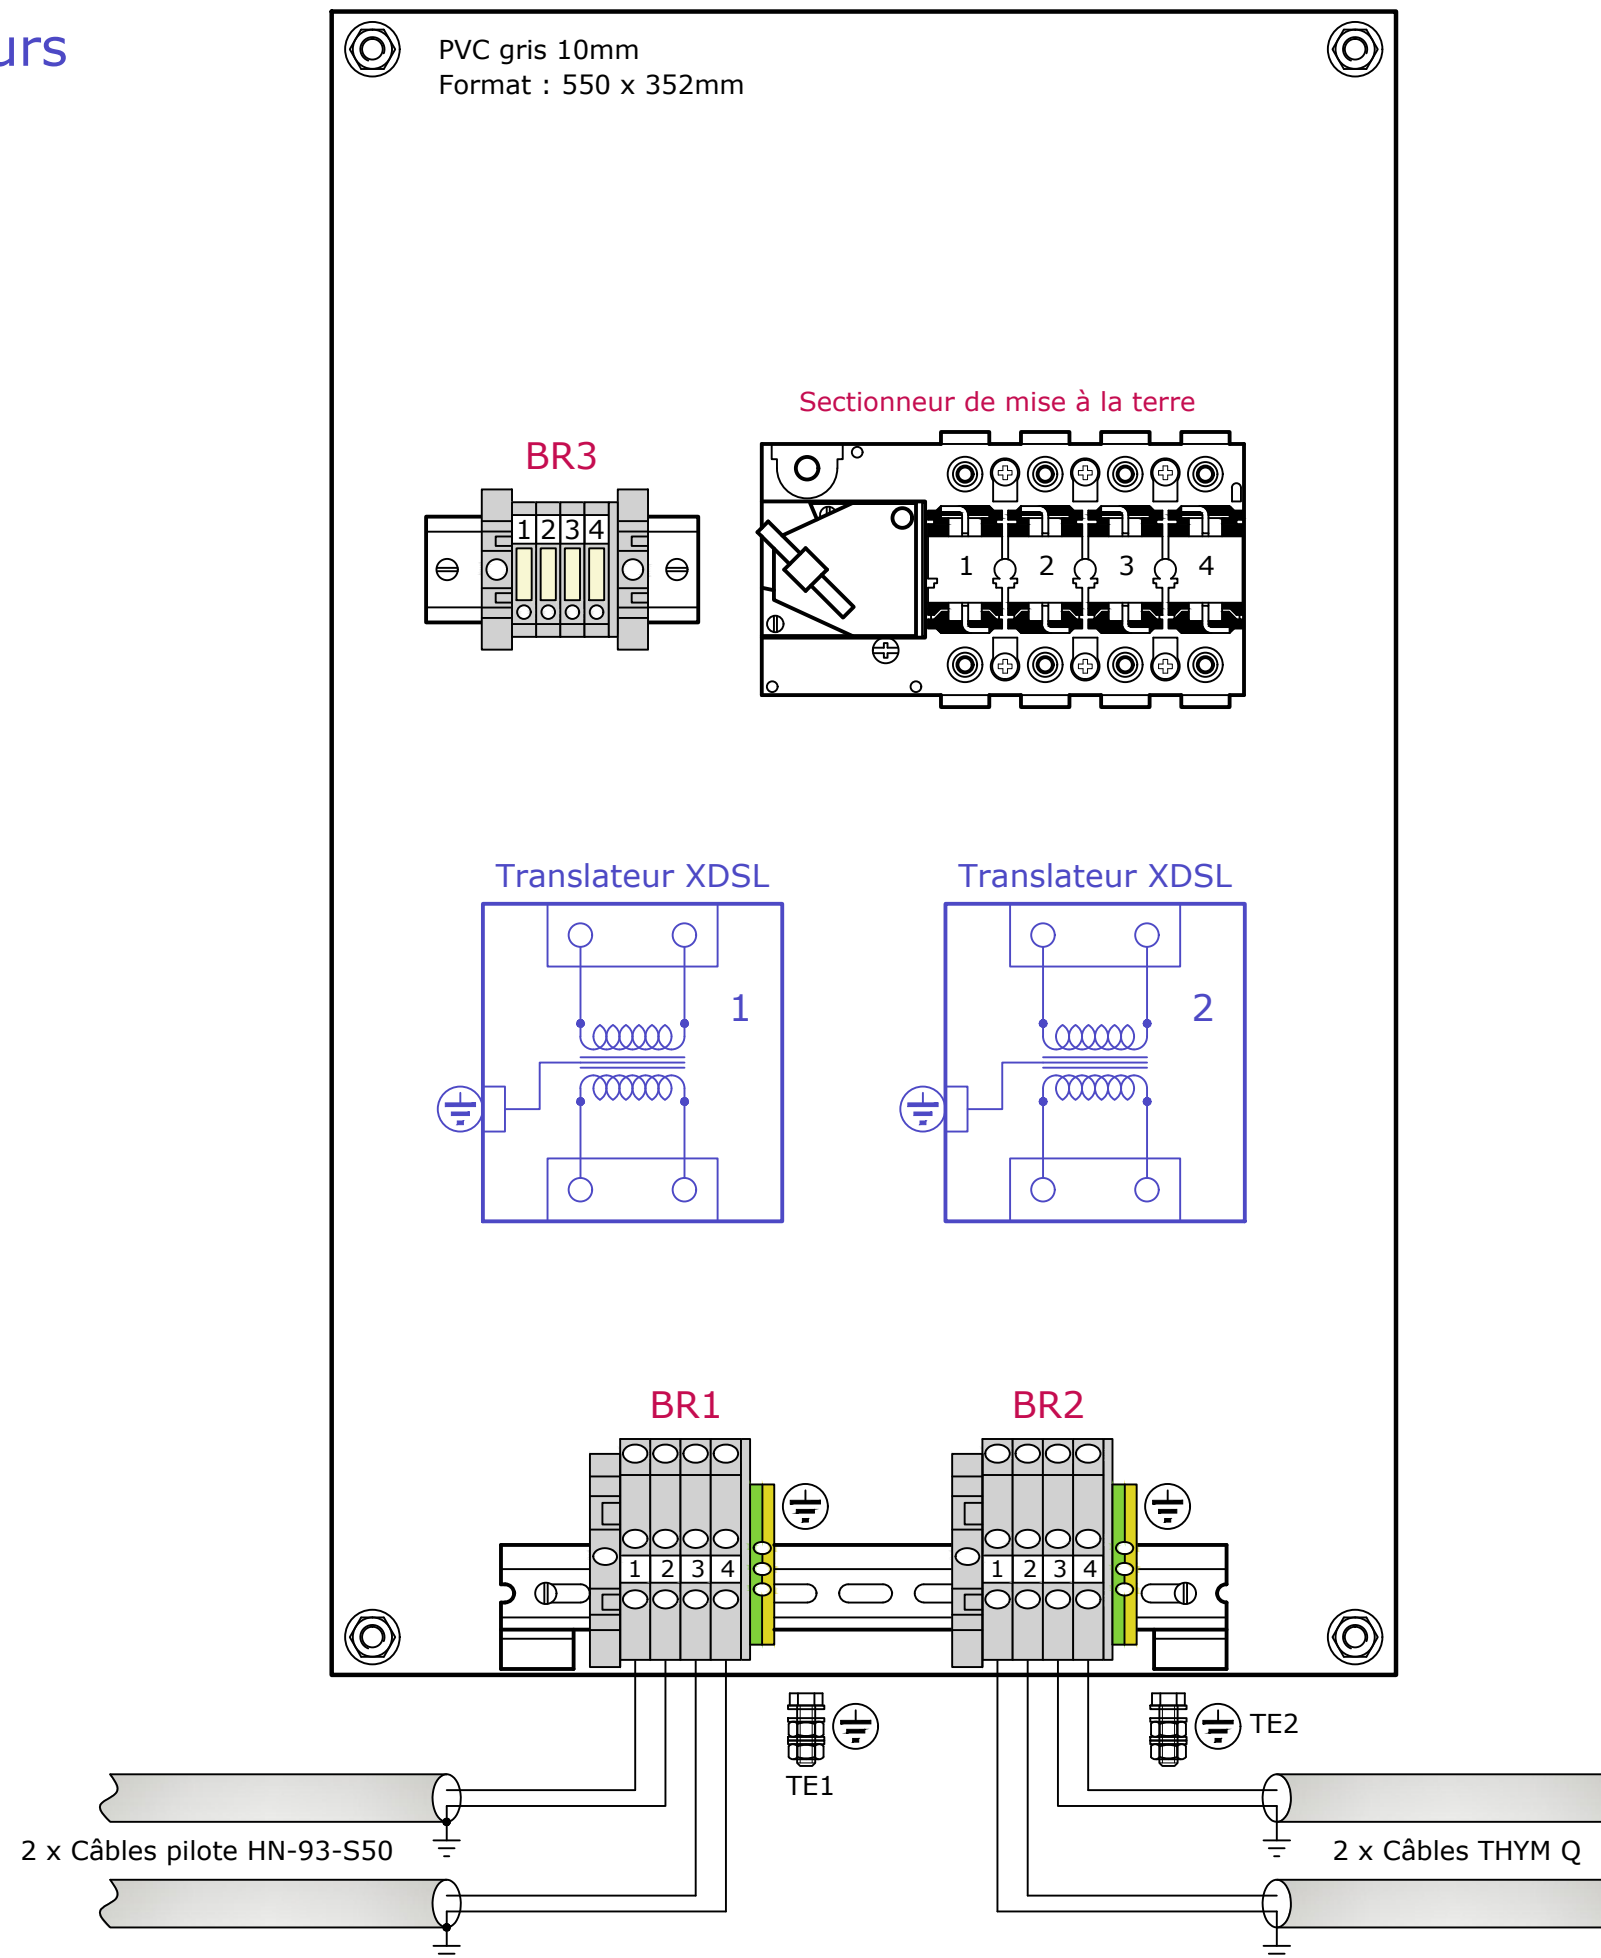 urs
PVC gris 10mm
Format : 550 x 352mm
Sectionneur de mise à la terre
BR3
1 2 3 4
1 2 3 4
Translateur XDSL
Translateur XDSL
1
2
BR1
BR2
1 2 3 4
1 2 3 4
TE2
TE1
2 x Câbles pilote HN-93-S50
2 x Câbles THYM Q